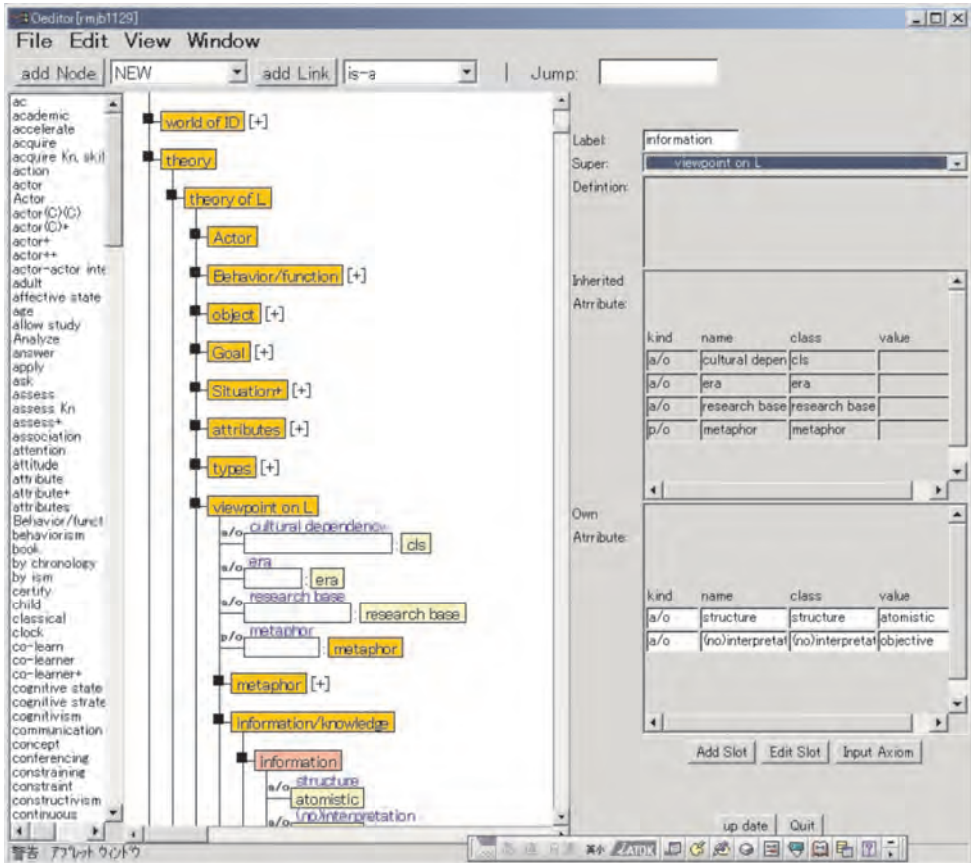 Oeditor[rmjb1129]
File Edit View Window
add Node NEW add Link is-a | Jump:
ac
academic
accelerate
acquire
acquire Kn, skil
action
actor
Actor
actor(C)(C)
actor(C)+
actor+
actor++
actor-actor inte
adult
affective state
age
allow study
Analyze
answer
apply
ask
assess
assess Kn
assess+
association
attention
attitude
attribute
attribute+
attributes
Behavior/funct
behaviorism
book
by chronology
by ism
certify
child
classical
clock
co-learn
co-learner
co-learner+
cognitive state
cognitive strate
cognitivism
communication
concept
conferencing
constraining
constraint
constructivism
continuous
world of ID [+]
theory
theory of L
Actor
Behavior/function [+]
object [+]
Goal [+]
Situation+ [+]
attributes [+]
types [+]
viewpoint on L
a/o cultural dependency
: cls
a/o era
: era
a/o research base
: research base
p/o metaphor
: metaphor
metaphor [+]
information/knowledge
information
a/o structure
atomistic
a/o (no)interpretation
Label: information
Super: viewpoint on L
Defintion:
Inherited
Atrribute:
kind name class value
a/o cultural depen cls
a/o era era
a/o research base research base
p/o metaphor metaphor
Own
Atrribute:
kind name class value
a/o structure structure atomistic
a/o (no)interpretat (no)interpretat objective
Add Slot Edit Slot Input Axiom
up date Quit
警告: アプレット ウィンドウ